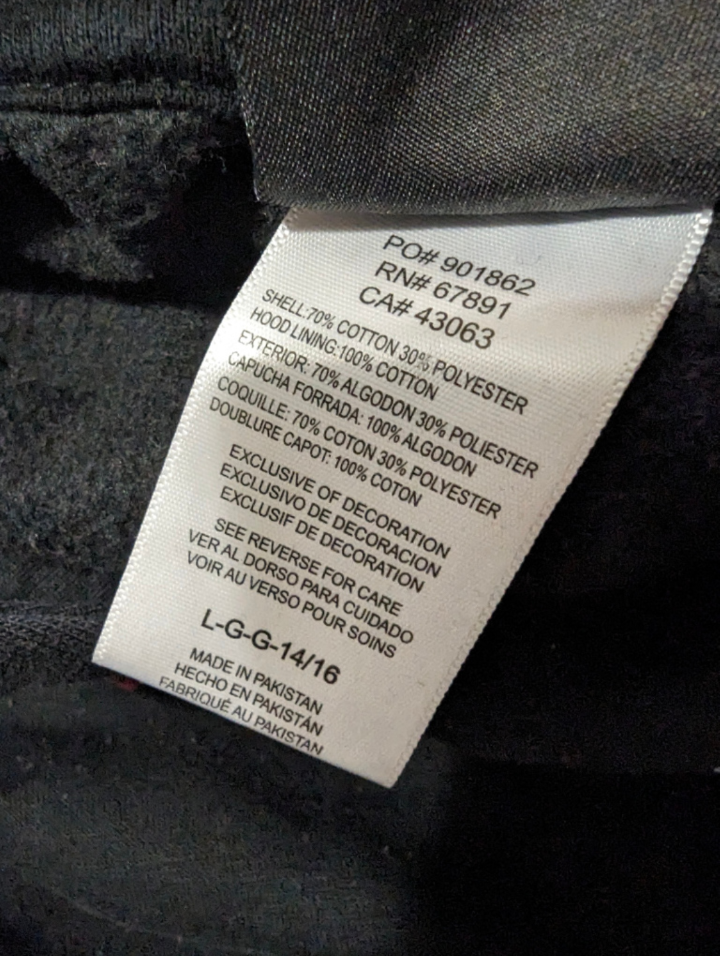 PO# 901862
RN# 67891
CA# 43063
SHELL:70% COTTON 30% POLYESTER
HOOD LINING:100% COTTON
EXTERIOR: 70% ALGODON 30% POLIESTER
CAPUCHA FORRADA: 100% ALGODON
COQUILLE: 70% COTON 30% POLYESTER
DOUBLURE CAPOT: 100% COTON
EXCLUSIVE OF DECORATION
EXCLUSIVO DE DECORACION
EXCLUSIF DE DECORATION
SEE REVERSE FOR CARE
VER AL DORSO PARA CUIDADO
VOIR AU VERSO POUR SOINS
L-G-G-14/16
MADE IN PAKISTAN
HECHO EN PAKISTÁN
FABRIQUÉ AU PAKISTAN